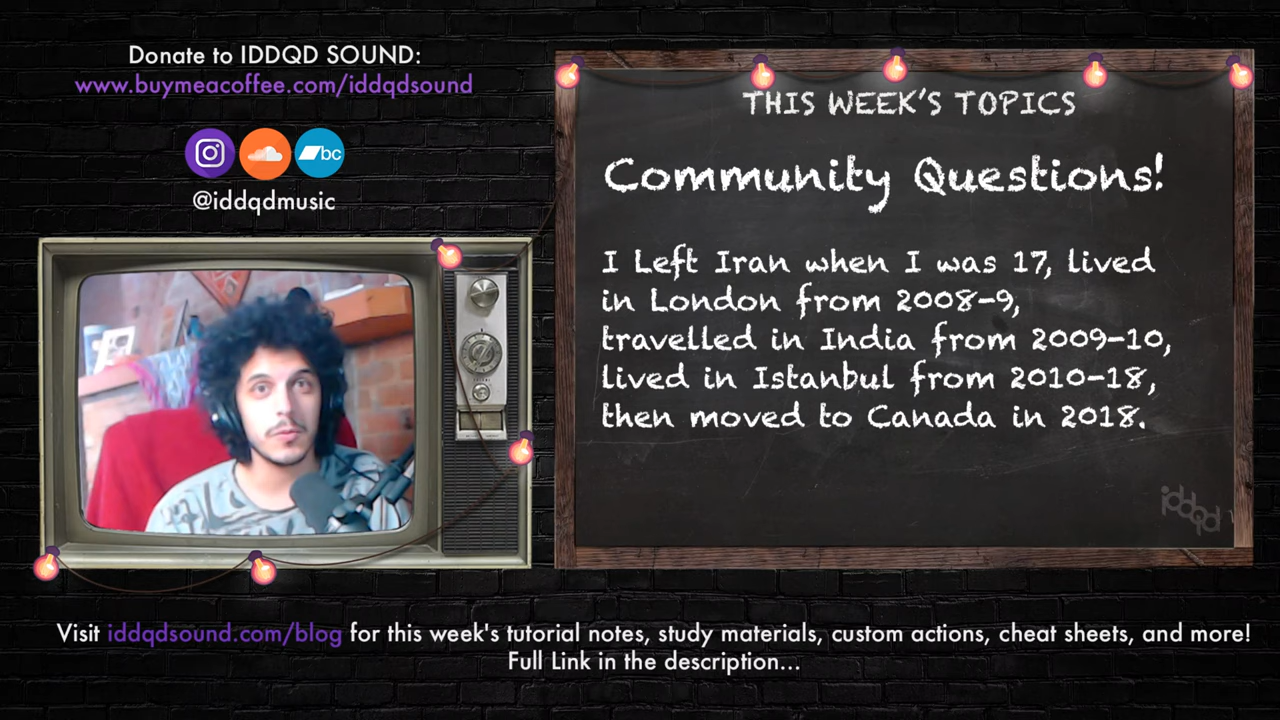 Donate to IDDQD SOUND:
www.buymeacoffee.com/iddqdsound
bc
@iddqdmusic
THIS WEEK'S TOPICS
Community Questions!
I Left Iran when I was 17, lived
in London from 2008-9,
travelled in India from 2009-10,
lived in Istanbul from 2010-18,
then moved to Canada in 2018.
iddqd
Visit iddqdsound.com/blog for this week's tutorial notes, study materials, custom actions, cheat sheets, and more!
Full Link in the description...